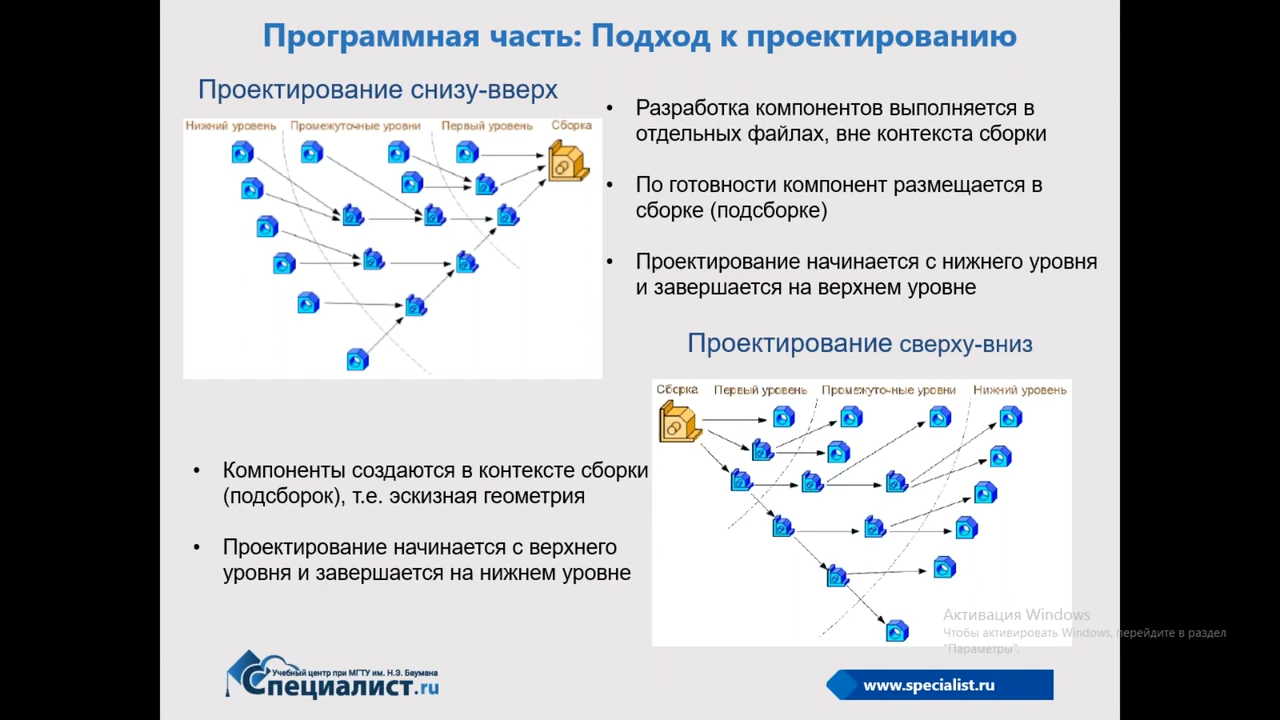 Программная часть: Подход к проектированию
Проектирование снизу-вверх
Нижний уровень Промежуточные уровни Первый уровень Сборка
• Разработка компонентов выполняется в
отдельных файлах, вне контекста сборки
• По готовности компонент размещается в
сборке (подсборке)
• Проектирование начинается с нижнего уровня
и завершается на верхнем уровне
Проектирование сверху-вниз
Сборка Первый уровень Промежуточные уровни Нижний уровень
• Компоненты создаются в контексте сборки
(подсборок), т.е. эскизная геометрия
• Проектирование начинается с верхнего
уровня и завершается на нижнем уровне
Активация Windows
Чтобы активировать Windows, перейдите в раздел
"Параметры".
Учебный центр при МГТУ им. Н.Э. Баумана
Специалист.ru
www.specialist.ru